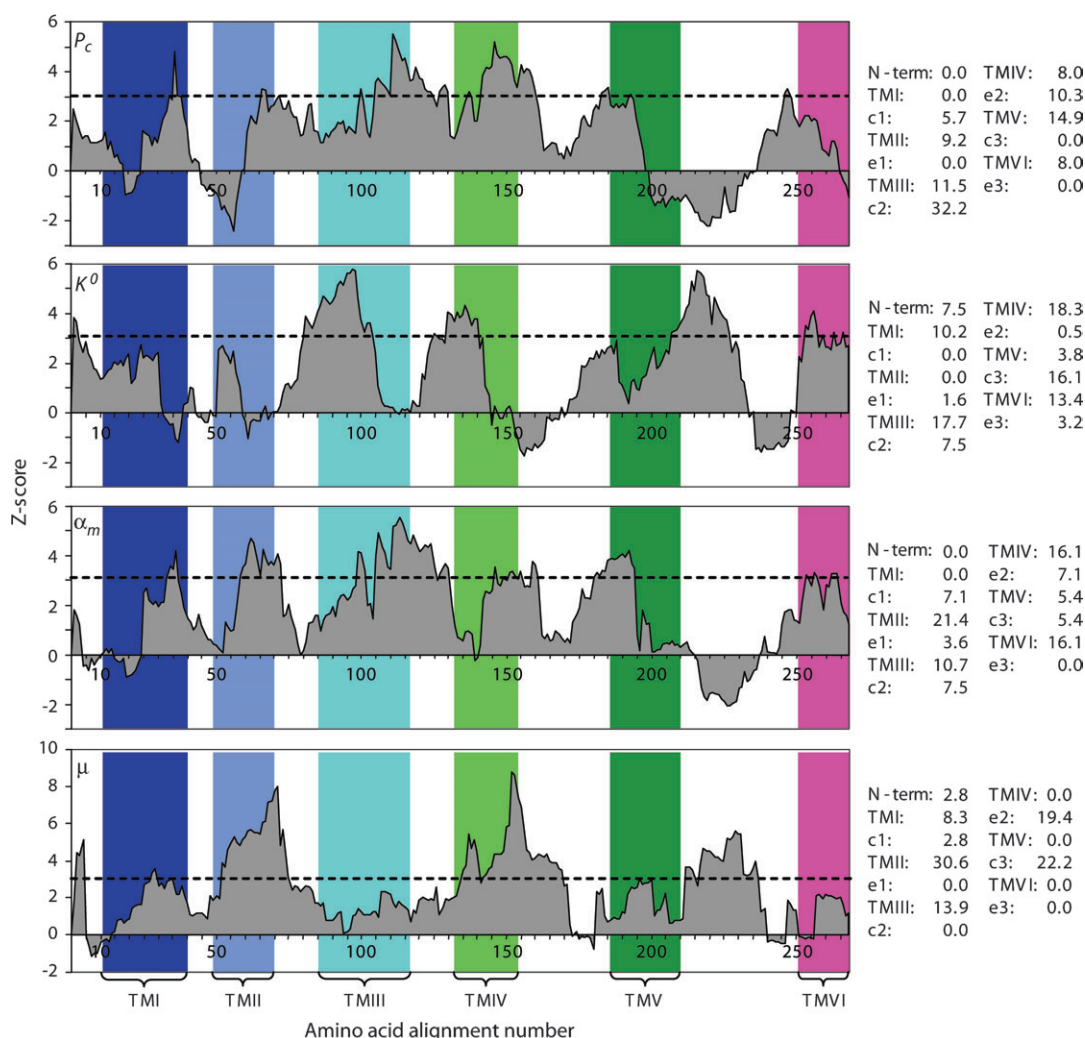 6
P_c
4
2
0
-2
10 50 100 150 200 250
N-term: 0.0 TMIV: 8.0
TMI: 0.0 e2: 10.3
c1: 5.7 TMV: 14.9
TMII: 9.2 c3: 0.0
e1: 0.0 TMVI: 8.0
TMIII: 11.5 e3: 0.0
c2: 32.2
6
K^0
4
2
0
-2
10 50 100 150 200 250
N-term: 7.5 TMIV: 18.3
TMI: 10.2 e2: 0.5
c1: 0.0 TMV: 3.8
TMII: 0.0 c3: 16.1
e1: 1.6 TMVI: 13.4
TMIII: 17.7 e3: 3.2
c2: 7.5
Z-score
6
α_m
4
2
0
-2
10 50 100 150 200 250
N-term: 0.0 TMIV: 16.1
TMI: 0.0 e2: 7.1
c1: 7.1 TMV: 5.4
TMII: 21.4 c3: 5.4
e1: 3.6 TMVI: 16.1
TMIII: 10.7 e3: 0.0
c2: 7.5
10
μ
8
6
4
2
0
-2
10 50 100 150 200 250
N-term: 2.8 TMIV: 0.0
TMI: 8.3 e2: 19.4
c1: 2.8 TMV: 0.0
TMII: 30.6 c3: 22.2
e1: 0.0 TMVI: 0.0
TMIII: 13.9 e3: 0.0
c2: 0.0
TMI TMII TMIII TMIV TMV TMVI
Amino acid alignment number